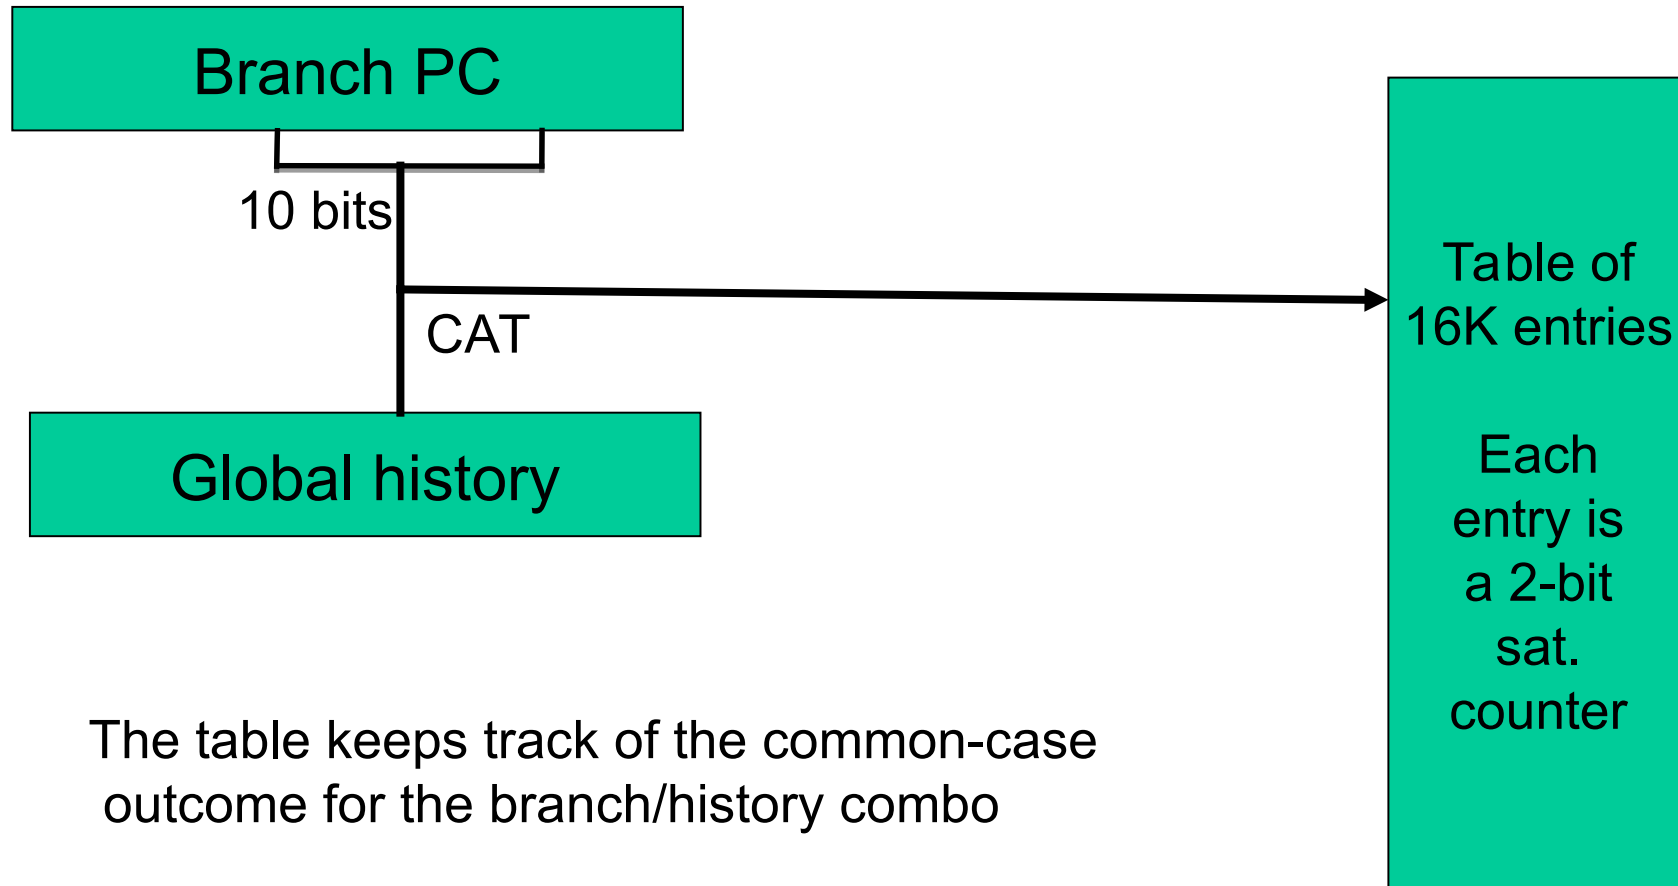 Branch PC
10 bits
CAT
Global history
Table of
16K entries
Each
entry is
a 2-bit
sat.
counter
The table keeps track of the common-case
outcome for the branch/history combo